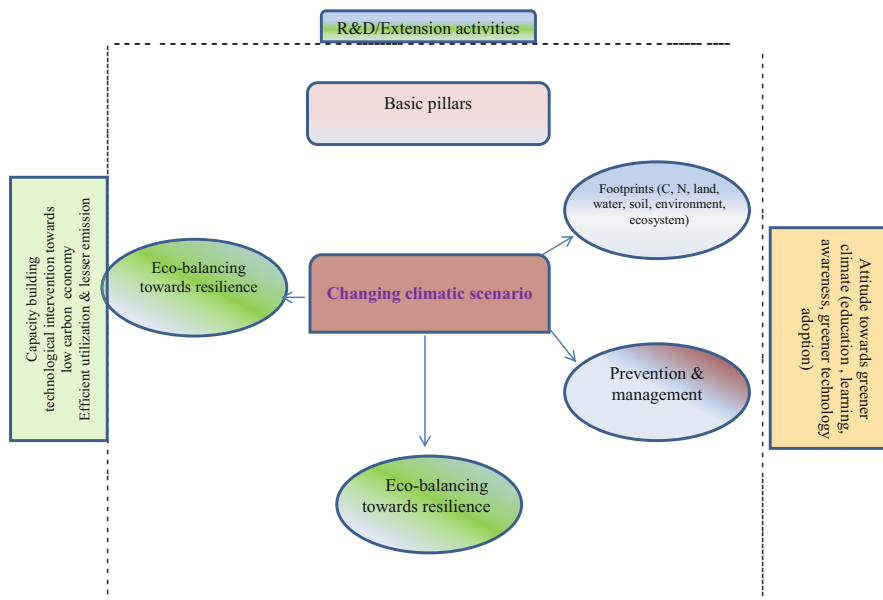 R&D/Extension activities
Basic pillars
Footprints (C, N, land,
water, soil, environment,
ecosystem)
Capacity building
technological intervention towards
low carbon economy
Efficient utilization & lesser emission
Eco-balancing
towards resilience
Changing climatic scenario
Attitude towards greener
climate (education , learning,
awareness, greener technology
adoption)
Prevention &
management
Eco-balancing
towards resilience